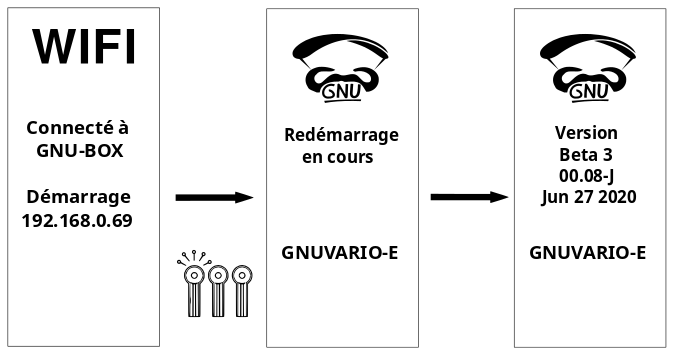 WIFI
Connecté à
GNU-BOX
Démarrage
192.168.0.69
GNU
Redémarrage
en cours
GNUVARIO-E
GNU
Version
Beta 3
00.08-J
Jun 27 2020
GNUVARIO-E